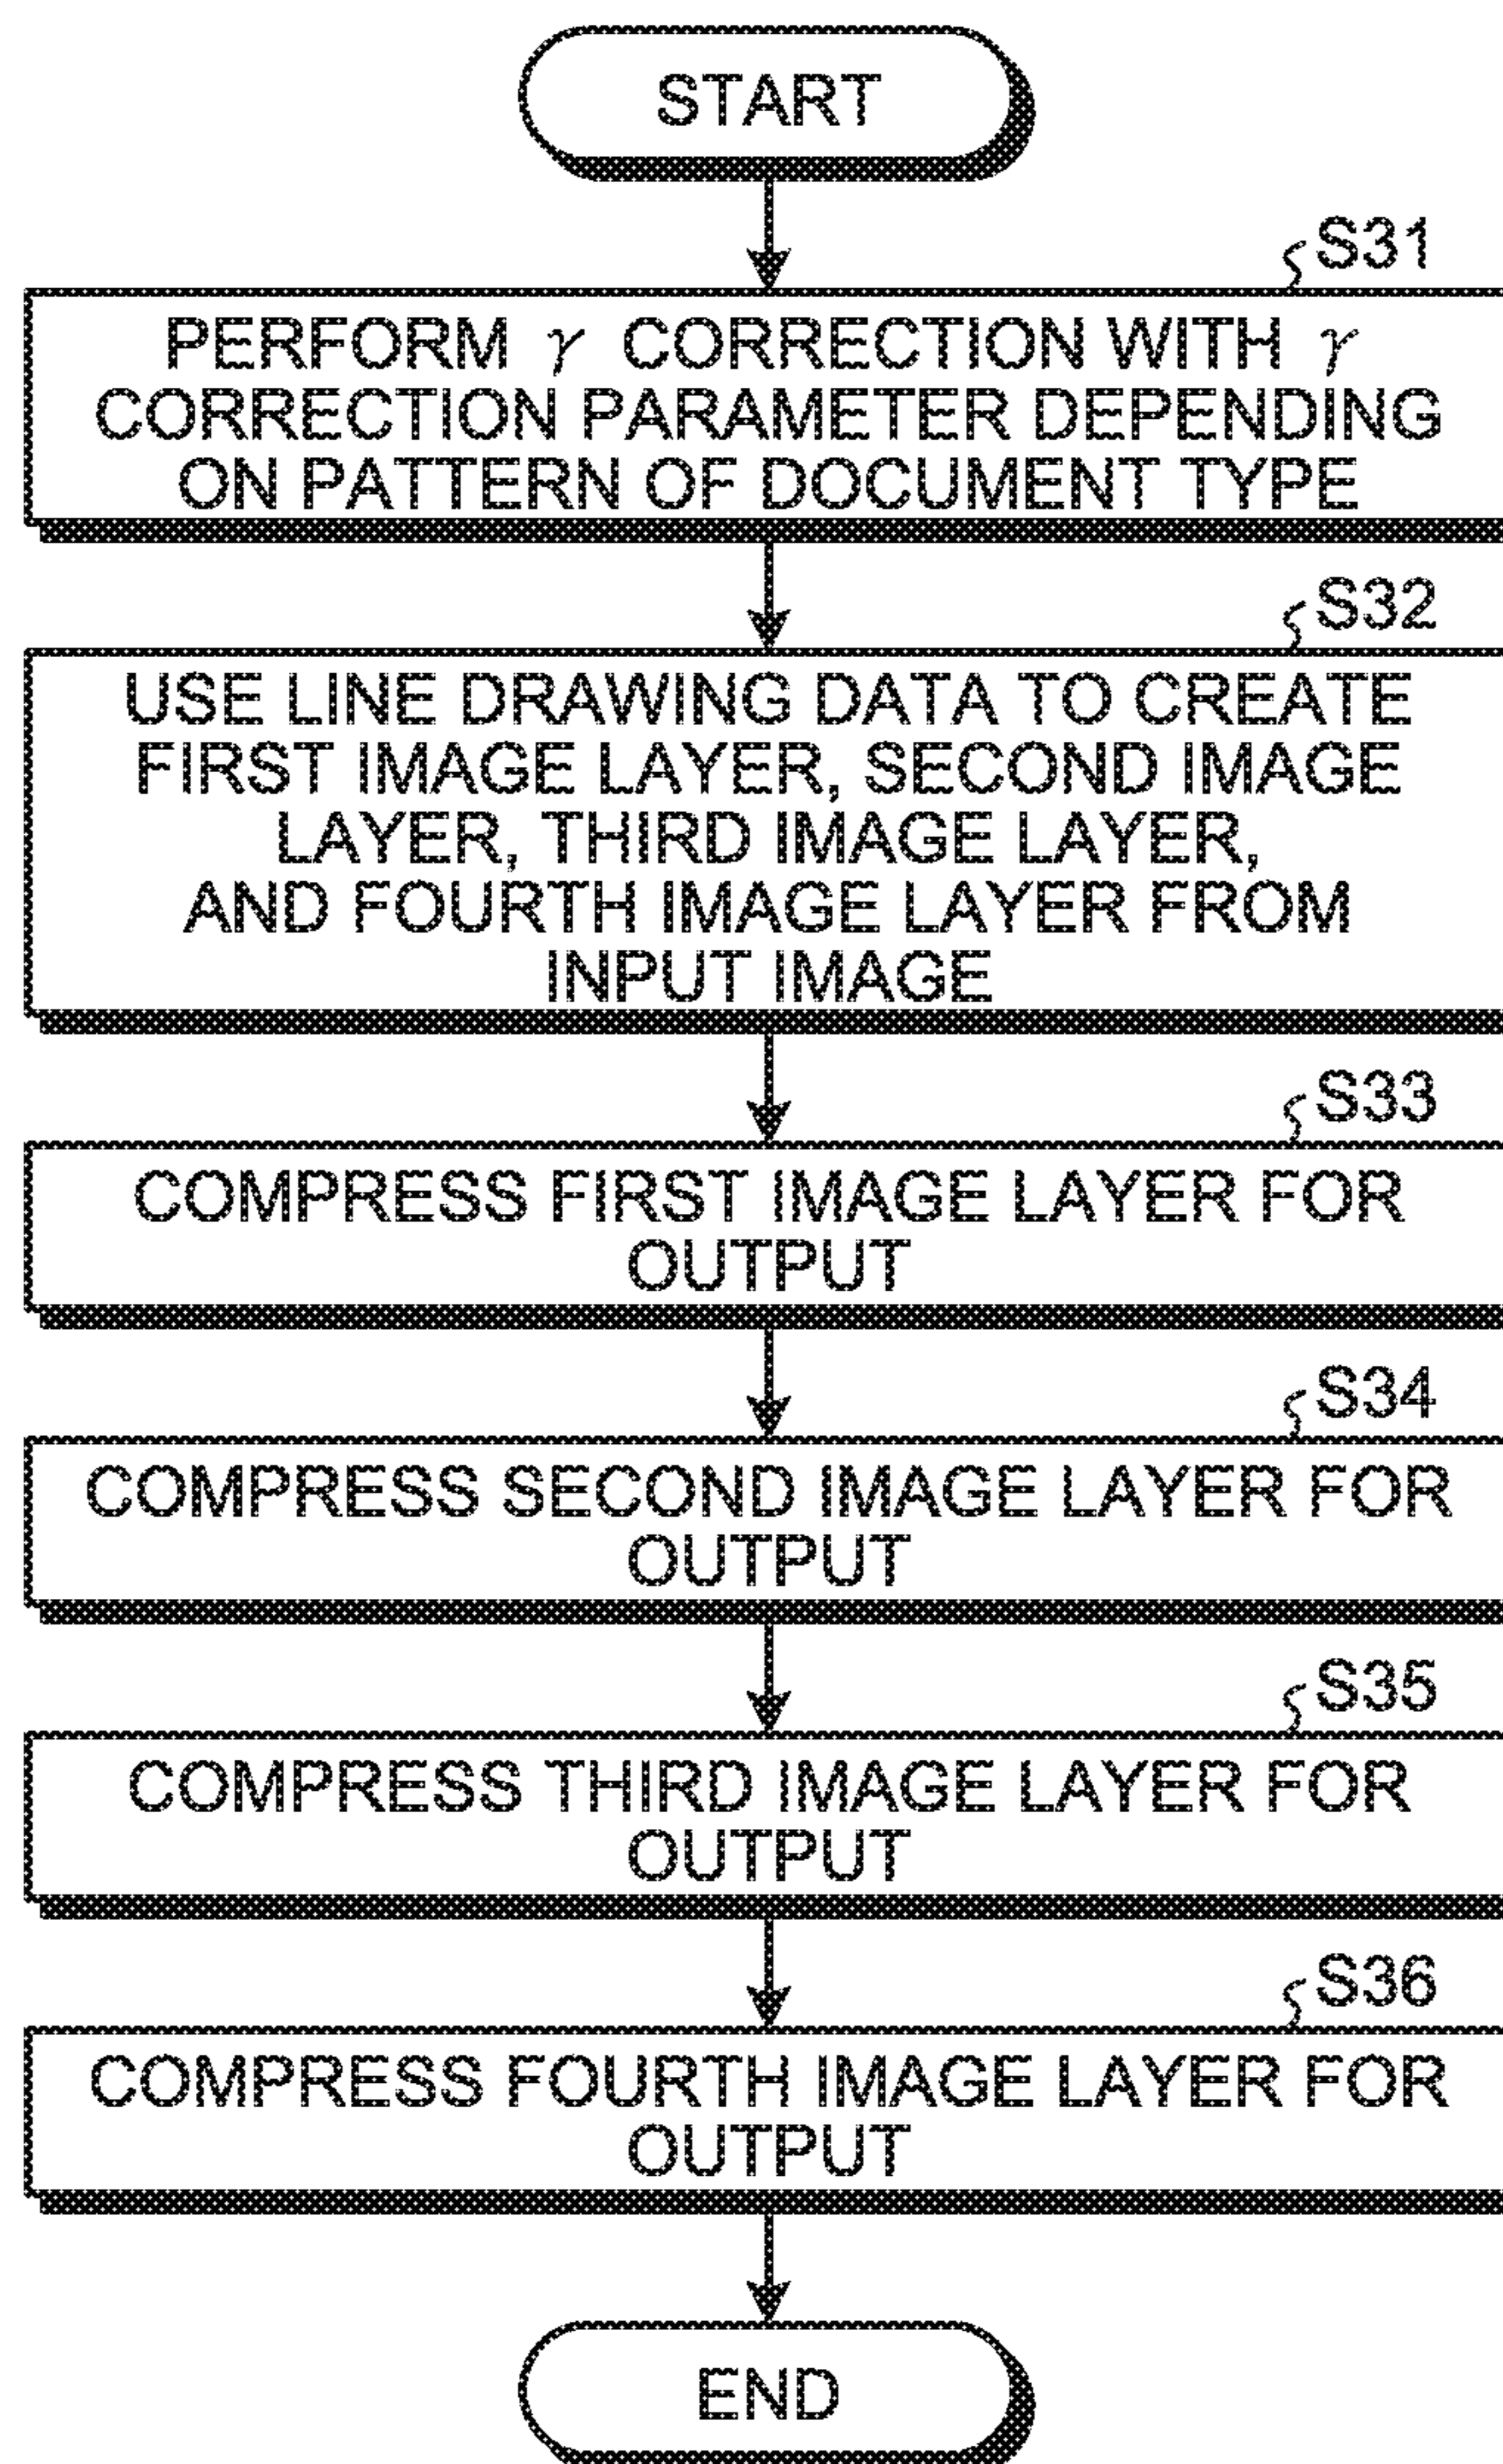 START
S31
PERFORM γ CORRECTION WITH γ
CORRECTION PARAMETER DEPENDING
ON PATTERN OF DOCUMENT TYPE
S32
USE LINE DRAWING DATA TO CREATE
FIRST IMAGE LAYER, SECOND IMAGE
LAYER, THIRD IMAGE LAYER,
AND FOURTH IMAGE LAYER FROM
INPUT IMAGE
S33
COMPRESS FIRST IMAGE LAYER FOR
OUTPUT
S34
COMPRESS SECOND IMAGE LAYER FOR
OUTPUT
S35
COMPRESS THIRD IMAGE LAYER FOR
OUTPUT
S36
COMPRESS FOURTH IMAGE LAYER FOR
OUTPUT
END